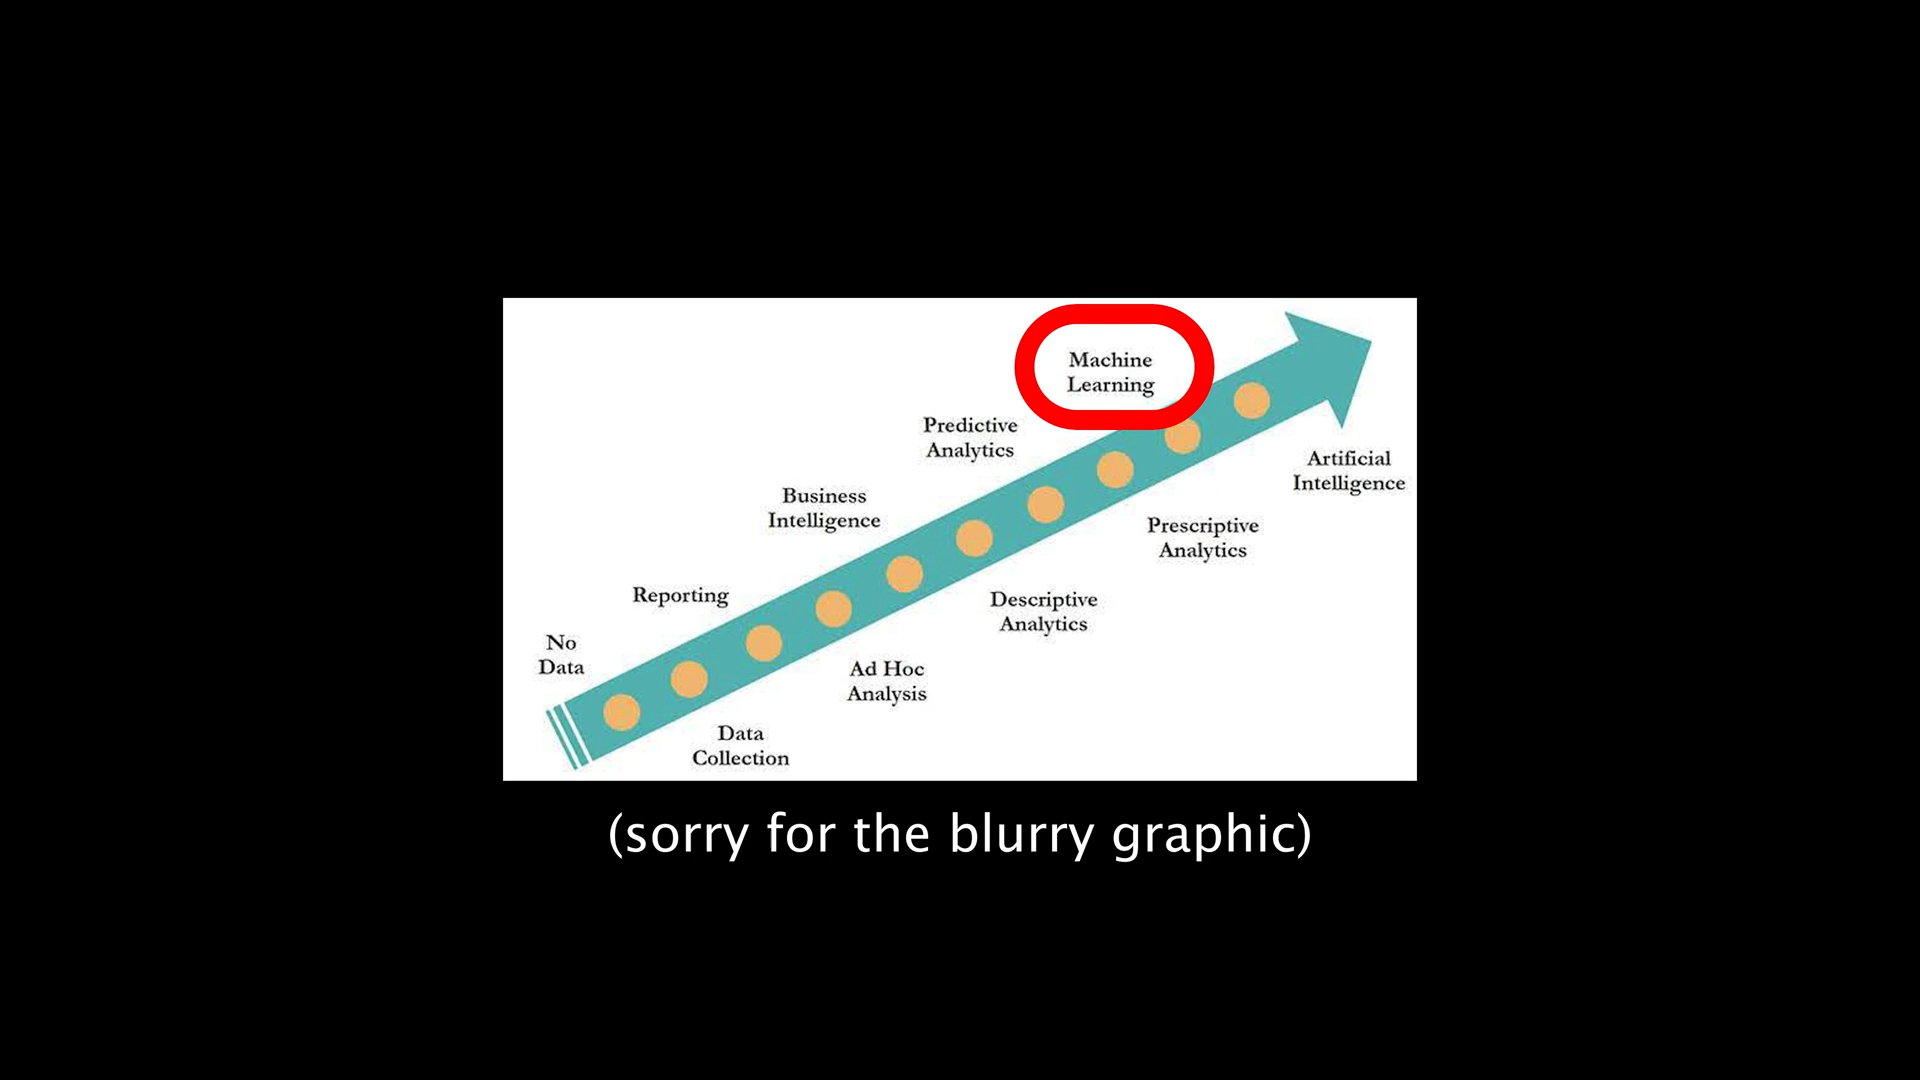 Machine
Learning
Predictive
Analytics
Artificial
Intelligence
Business
Intelligence
Prescriptive
Analytics
Reporting
Descriptive
Analytics
No
Data
Ad Hoc
Analysis
Data
Collection
(sorry for the blurry graphic)